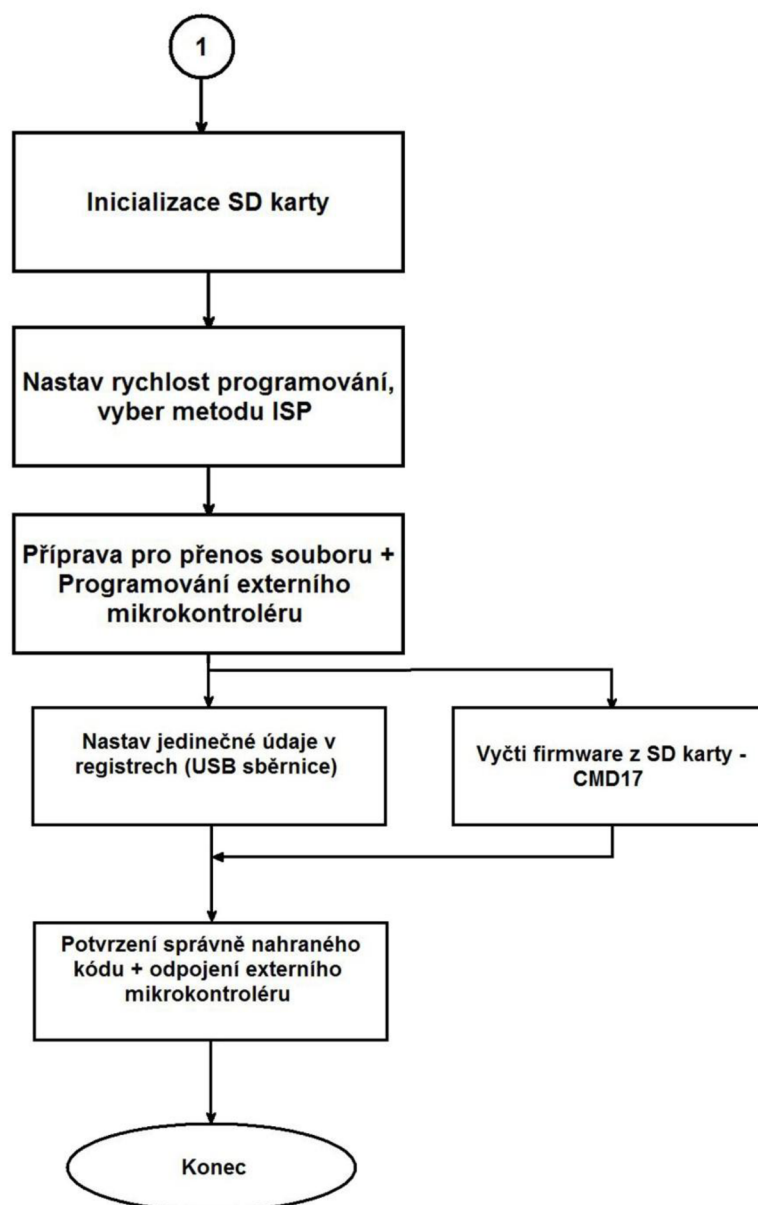 1
Inicializace SD karty
Nastav rychlost programování,
vyber metodu ISP
Příprava pro přenos souboru +
Programování externího
mikrokontroléru
Nastav jedinečné údaje v
registrech (USB sběrnice)
Vyčti firmware z SD karty -
CMD17
Potvrzení správně nahraného
kódu + odpojení externího
mikrokontroléru
Konec